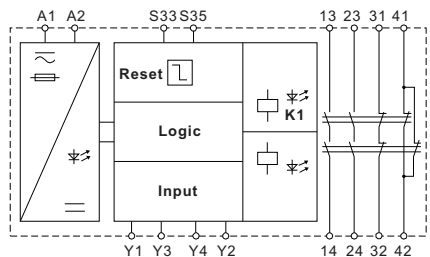 A1 A2 S33 S35 13 23 31 41
Reset
K1
Logic
Input
Y1 Y3 Y4 Y2 14 24 32 42